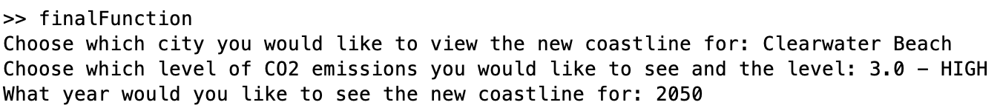 >> finalFunction
Choose which city you would like to view the new coastline for: Clearwater Beach
Choose which level of CO2 emissions you would like to see and the level: 3.0 - HIGH
What year would you like to see the new coastline for: 2050